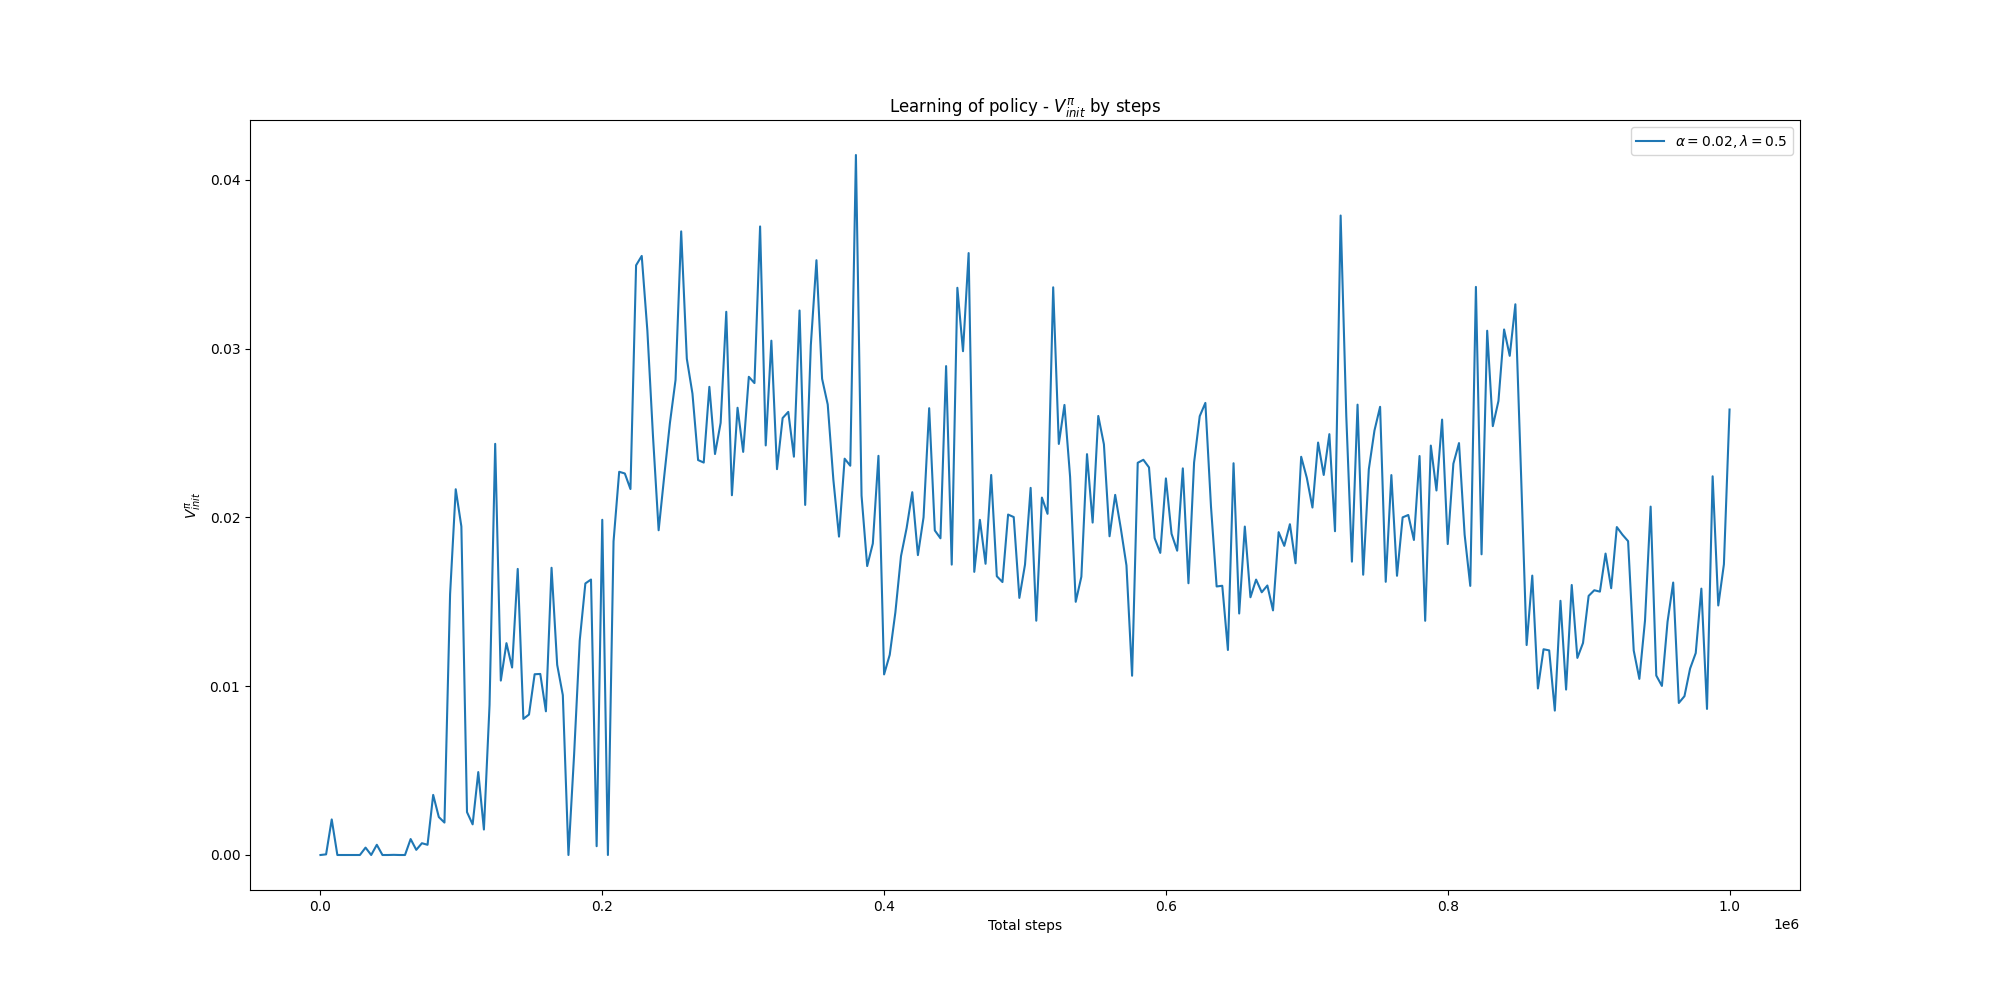 Learning of policy - $V^{\pi}_{init}$ by steps
α = 0.02, λ = 0.5
0.04
0.03
0.02
0.01
0.00
$V^{\pi}_{init}$
0.0 0.2 0.4 0.6 0.8 1.0
1e6
Total steps